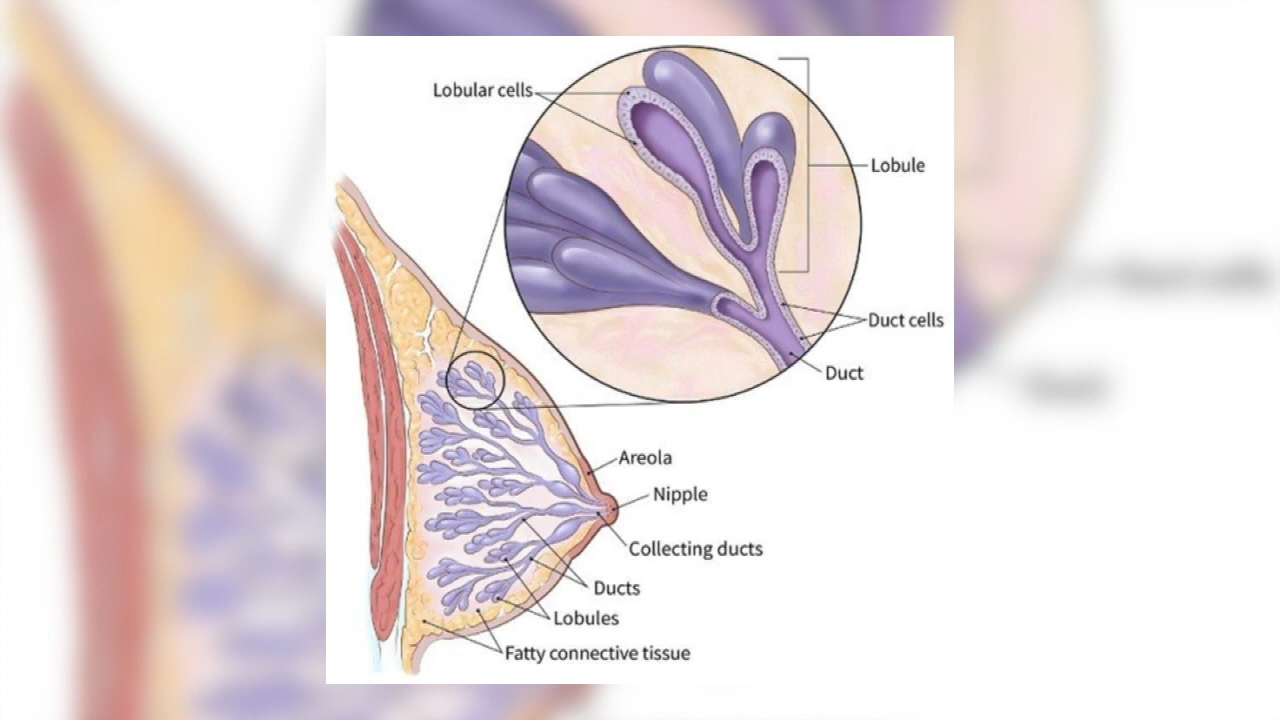 Lobular cells
Lobule
Duct cells
Duct
Areola
Nipple
Collecting ducts
Ducts
Lobules
Fatty connective tissue